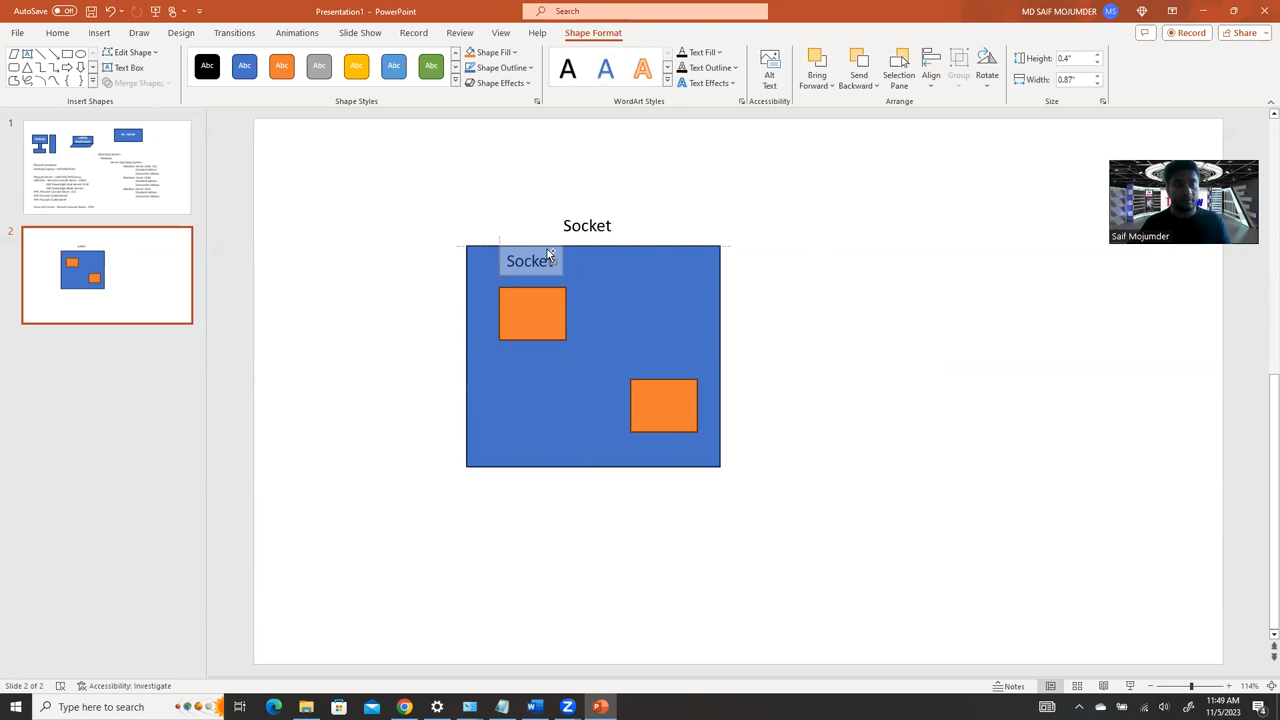 AutoSave
Off
Presentation1 - PowerPoint
Search
MD SAIF MOJUMDER
MS
File
Home
Insert
Draw
Design
Transitions
Animations
Slide Show
Record
Review
View
Help
Shape Format
Record
Share
Edit Shape
Text Box
Merge Shapes
Insert Shapes
Abc
Abc
Abc
Abc
Abc
Abc
Abc
Shape Fill
Shape Outline
Shape Effects
Shape Styles
A
A
A
Text Fill
Text Outline
Text Effects
WordArt Styles
Alt
Text
Accessibility
Bring
Forward
Send
Backward
Selection
Pane
Align
Group
Rotate
Arrange
Height: 0.4"
Width: 0.87"
Size
1
2
Socket
Socket
Saif Mojumder
Slide 2 of 2
Accessibility: Investigate
Notes
114%
Type here to search
11:49 AM
11/5/2023